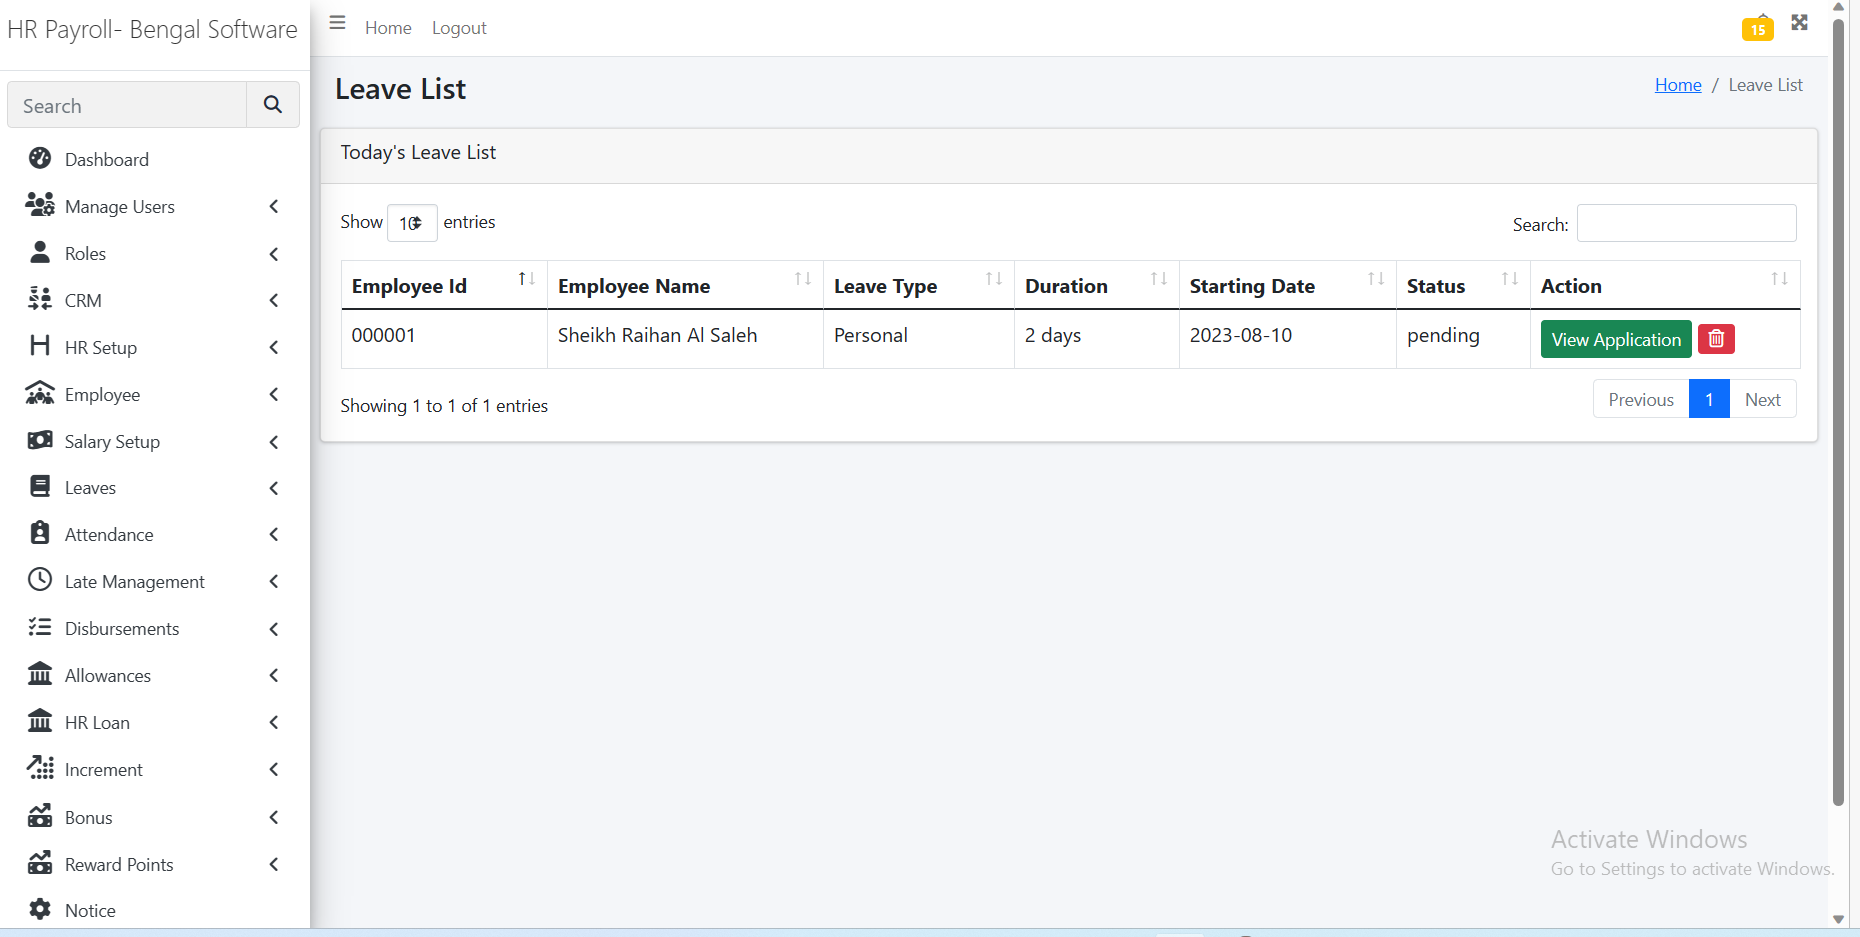 HR Payroll- Bengal Software
Home Logout
15
Search
Leave List
Home / Leave List
Dashboard
Manage Users
Roles
CRM
HR Setup
Employee
Salary Setup
Leaves
Attendance
Late Management
Disbursements
Allowances
HR Loan
Increment
Bonus
Reward Points
Notice
Today's Leave List
Show 10 entries
Search:
Employee Id Employee Name Leave Type Duration Starting Date Status Action
000001 Sheikh Raihan Al Saleh Personal 2 days 2023-08-10 pending View Application
Showing 1 to 1 of 1 entries
Previous 1 Next
Activate Windows
Go to Settings to activate Windows.